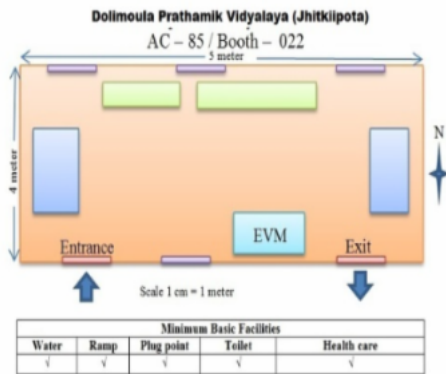 Dolimoula Prathamik Vidyalaya (Jhitkiipota)
AC – 85 / Booth – 022
5 meter
4 meter
N
EVM
Entrance
Exit
Scale 1 cm = 1 meter
Minimum Basic Facilities
Water Ramp Plug point Toilet Health care
√ √ √ √ √